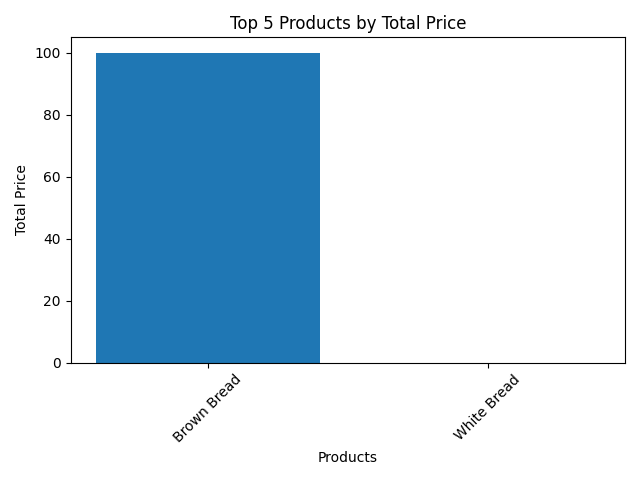 Top 5 Products by Total Price
Total Price
100
80
60
40
20
0
Brown Bread
White Bread
Products